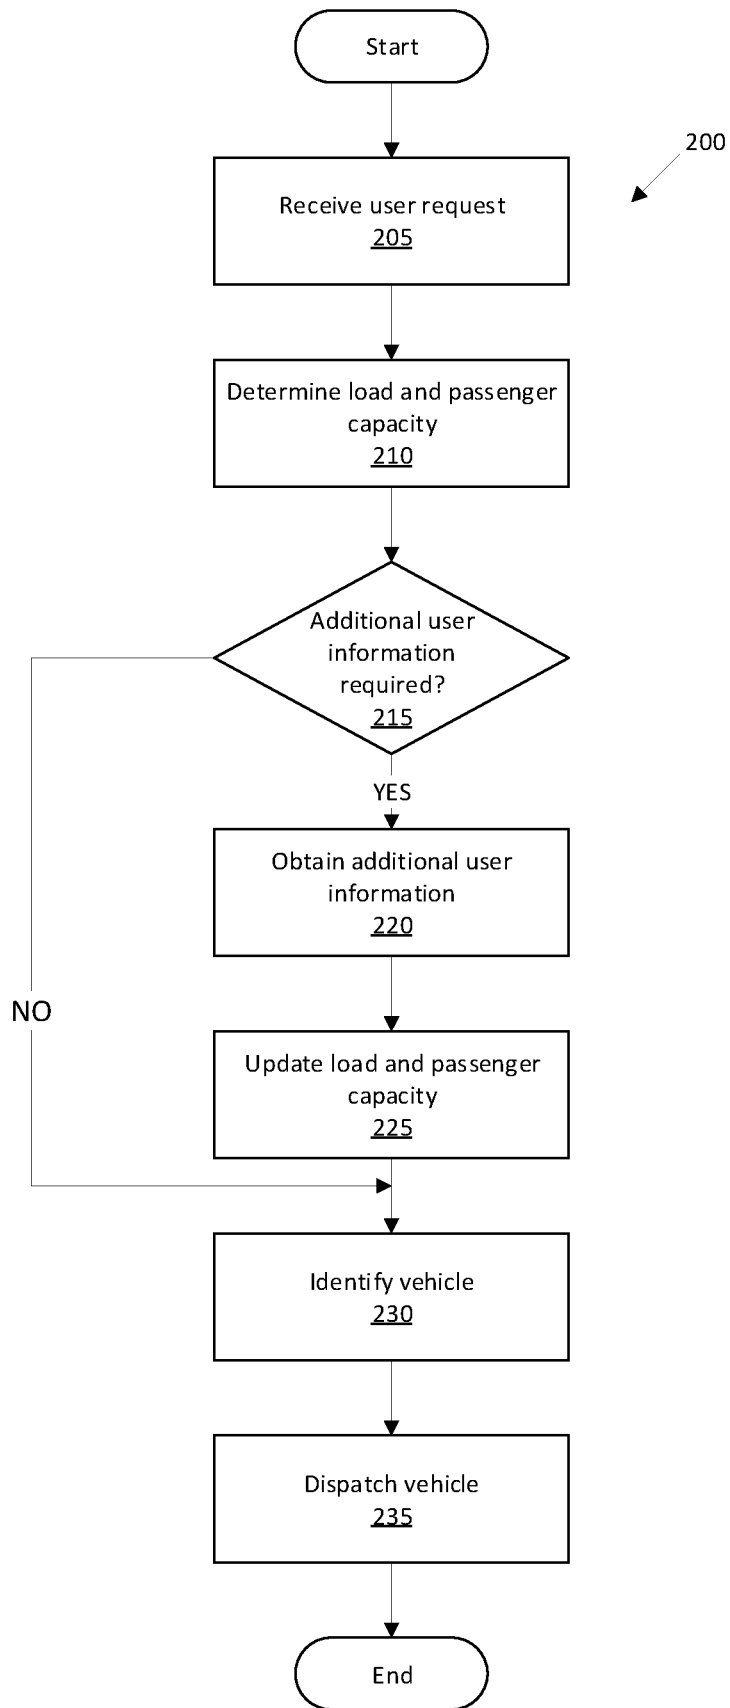 Start
200
Receive user request
205
Determine load and passenger
capacity
210
Additional user
information
required?
215
YES
Obtain additional user
information
220
NO
Update load and passenger
capacity
225
Identify vehicle
230
Dispatch vehicle
235
End